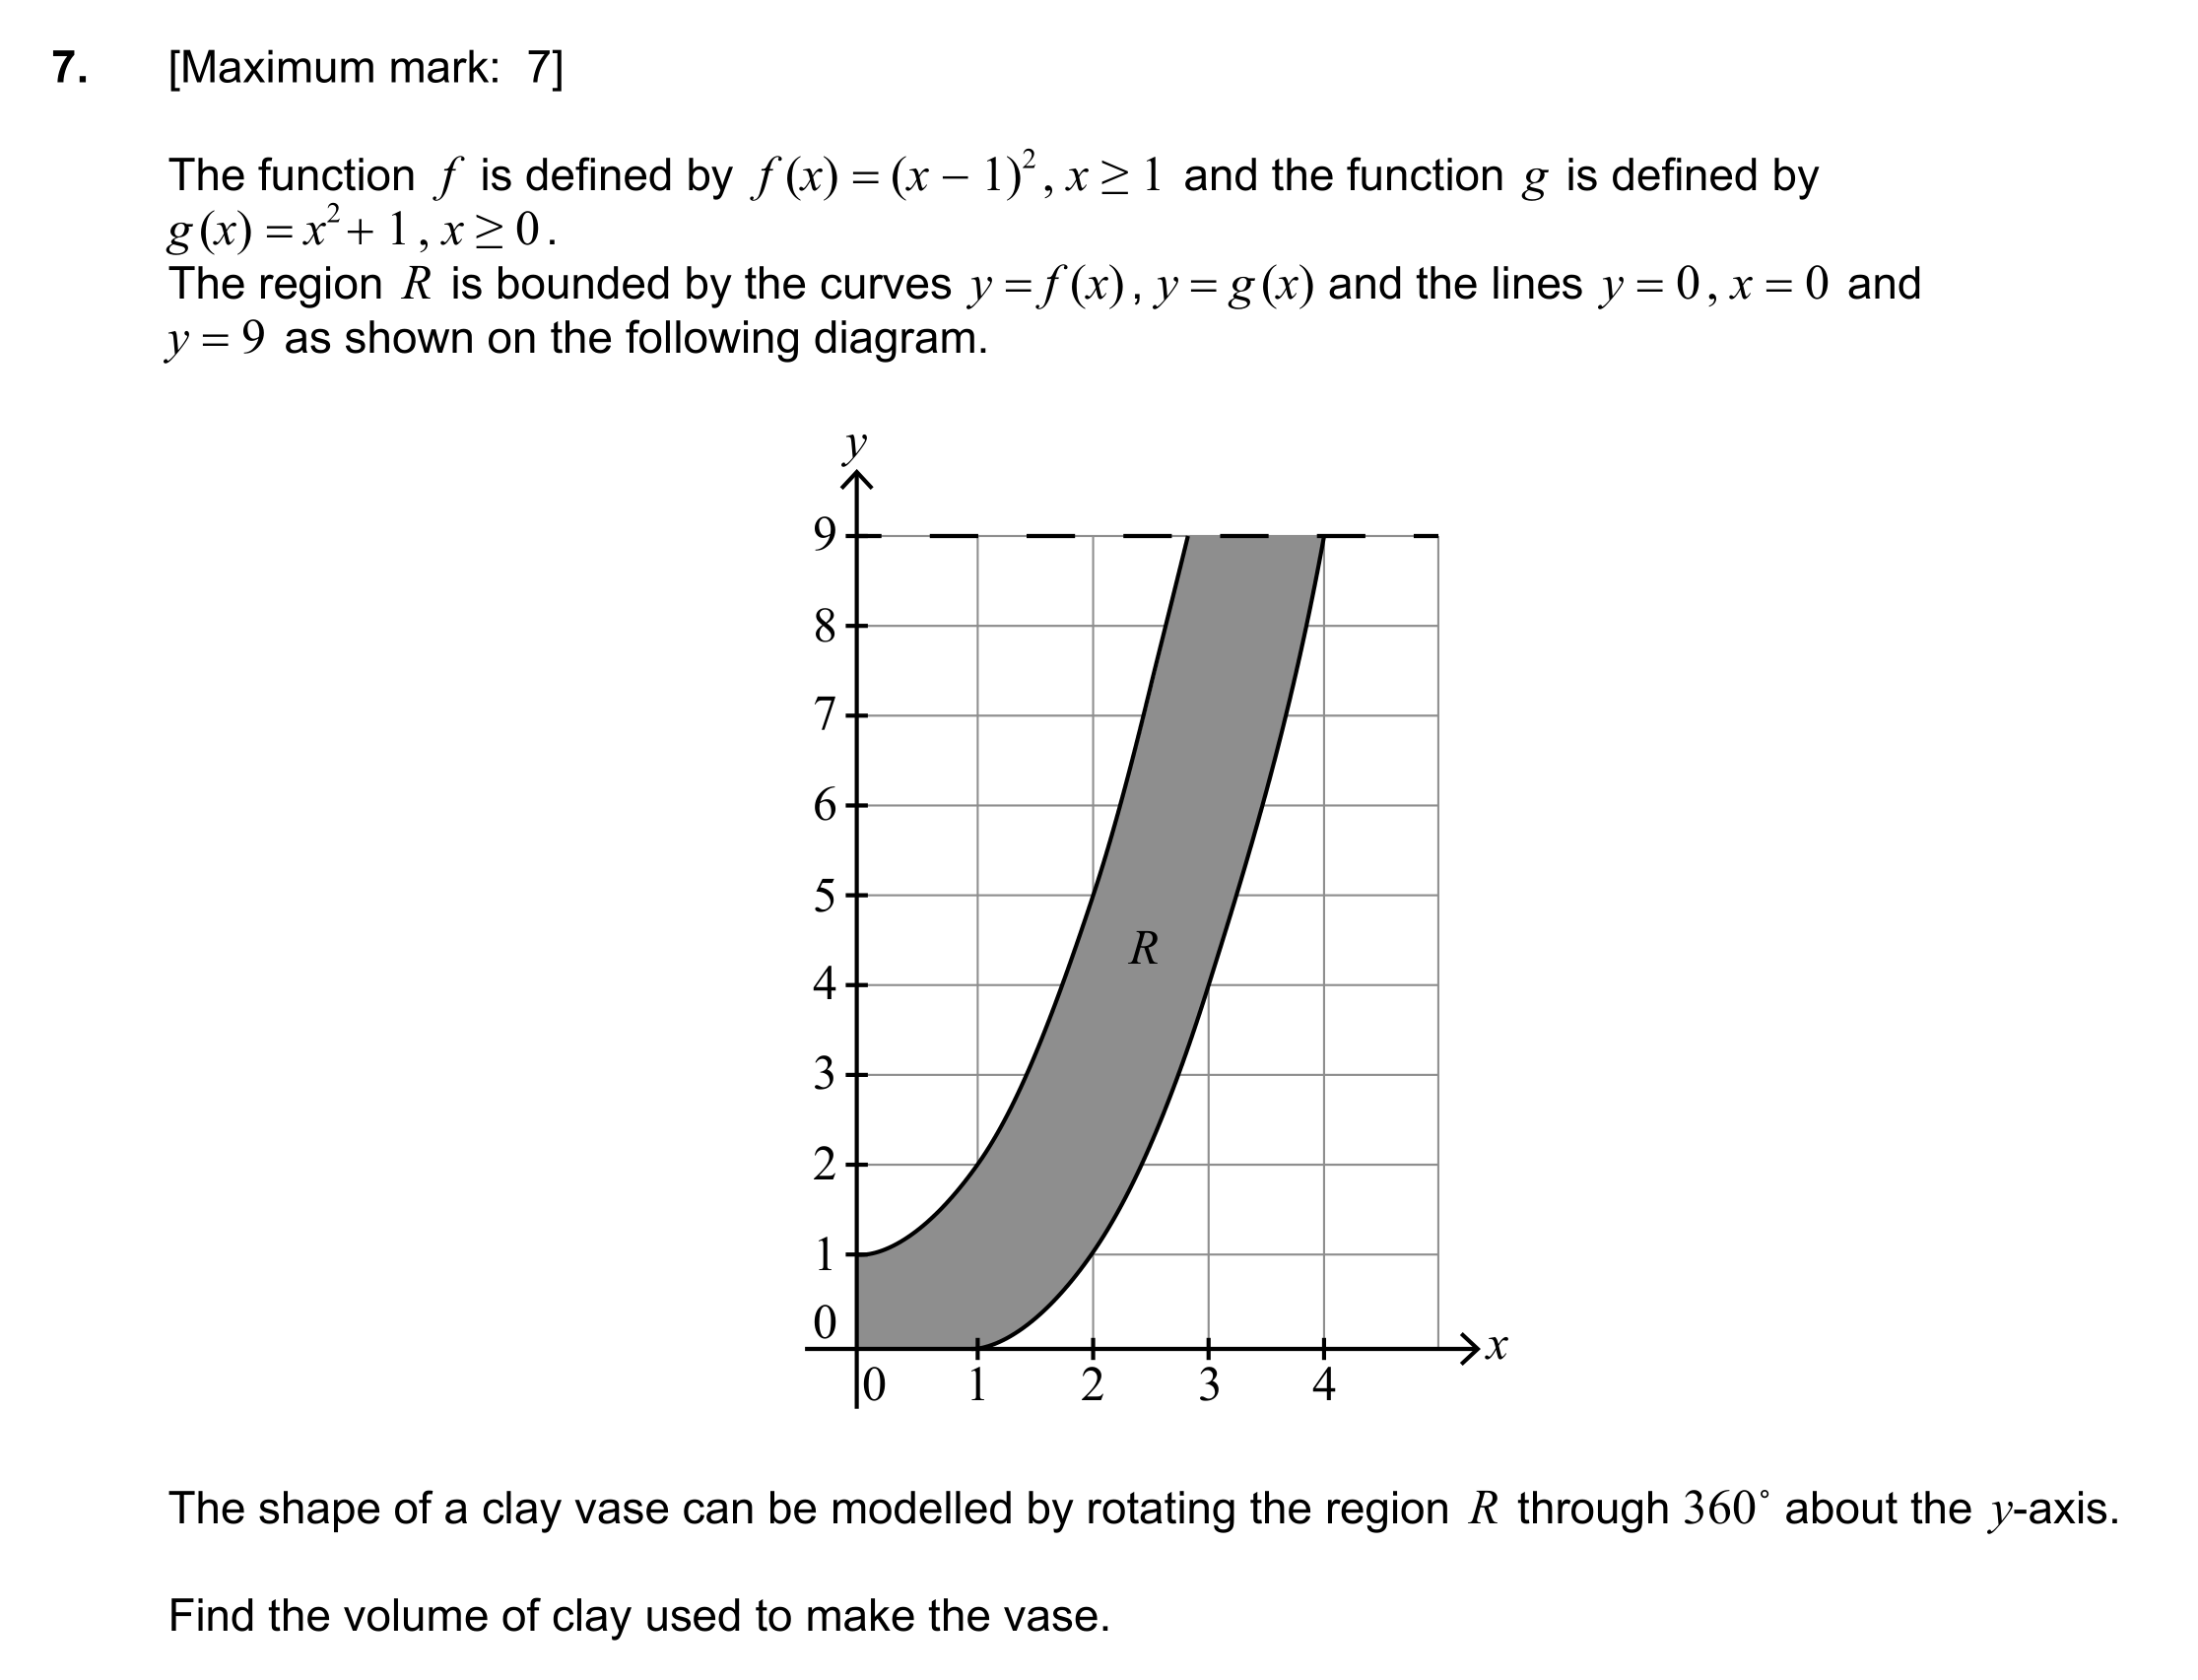 7. [Maximum mark: 7]
The function f is defined by f(x) = (x − 1)², x ≥ 1 and the function g is defined by
g(x) = x² + 1, x ≥ 0.
The region R is bounded by the curves y = f(x), y = g(x) and the lines y = 0, x = 0 and
y = 9 as shown on the following diagram.
y
9
8
7
6
5
R
4
3
2
1
0
x
0 1 2 3 4
The shape of a clay vase can be modelled by rotating the region R through 360° about the y-axis.
Find the volume of clay used to make the vase.